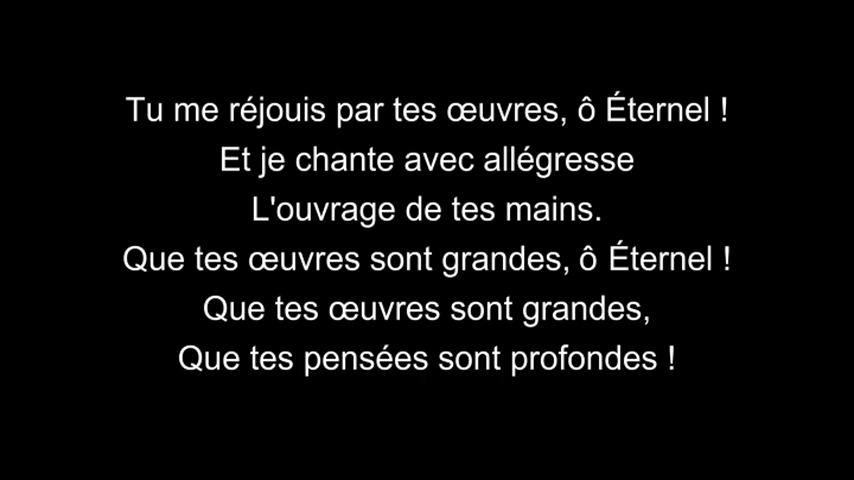 Tu me réjouis par tes œuvres, ô Éternel !
Et je chante avec allégresse
L'ouvrage de tes mains.
Que tes œuvres sont grandes, ô Éternel !
Que tes œuvres sont grandes,
Que tes pensées sont profondes !